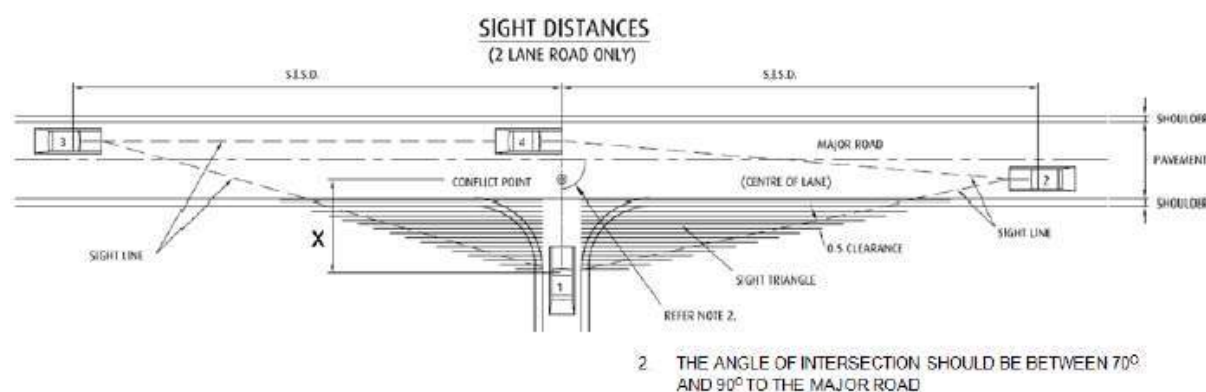 SIGHT DISTANCES
(2 LANE ROAD ONLY)
S.I.S.D.
S.I.S.D.
SHOULDER
3
4
MAJOR ROAD
PAVEMENT
CONFLICT POINT
(CENTRE OF LANE)
2
SHOULDER
X
SIGHT LINE
SIGHT LINE
0.5 CLEARANCE
SIGHT TRIANGLE
1
REFER NOTE 2.
2 THE ANGLE OF INTERSECTION SHOULD BE BETWEEN 70º
AND 90º TO THE MAJOR ROAD